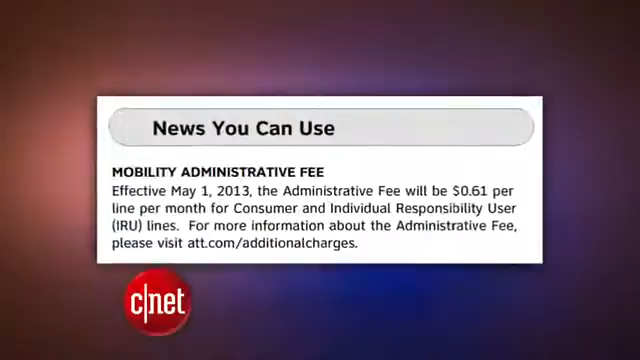 News You Can Use
MOBILITY ADMINISTRATIVE FEE
Effective May 1, 2013, the Administrative Fee will be $0.61 per
line per month for Consumer and Individual Responsibility User
(IRU) lines. For more information about the Administrative Fee,
please visit att.com/additionalcharges.
c|net